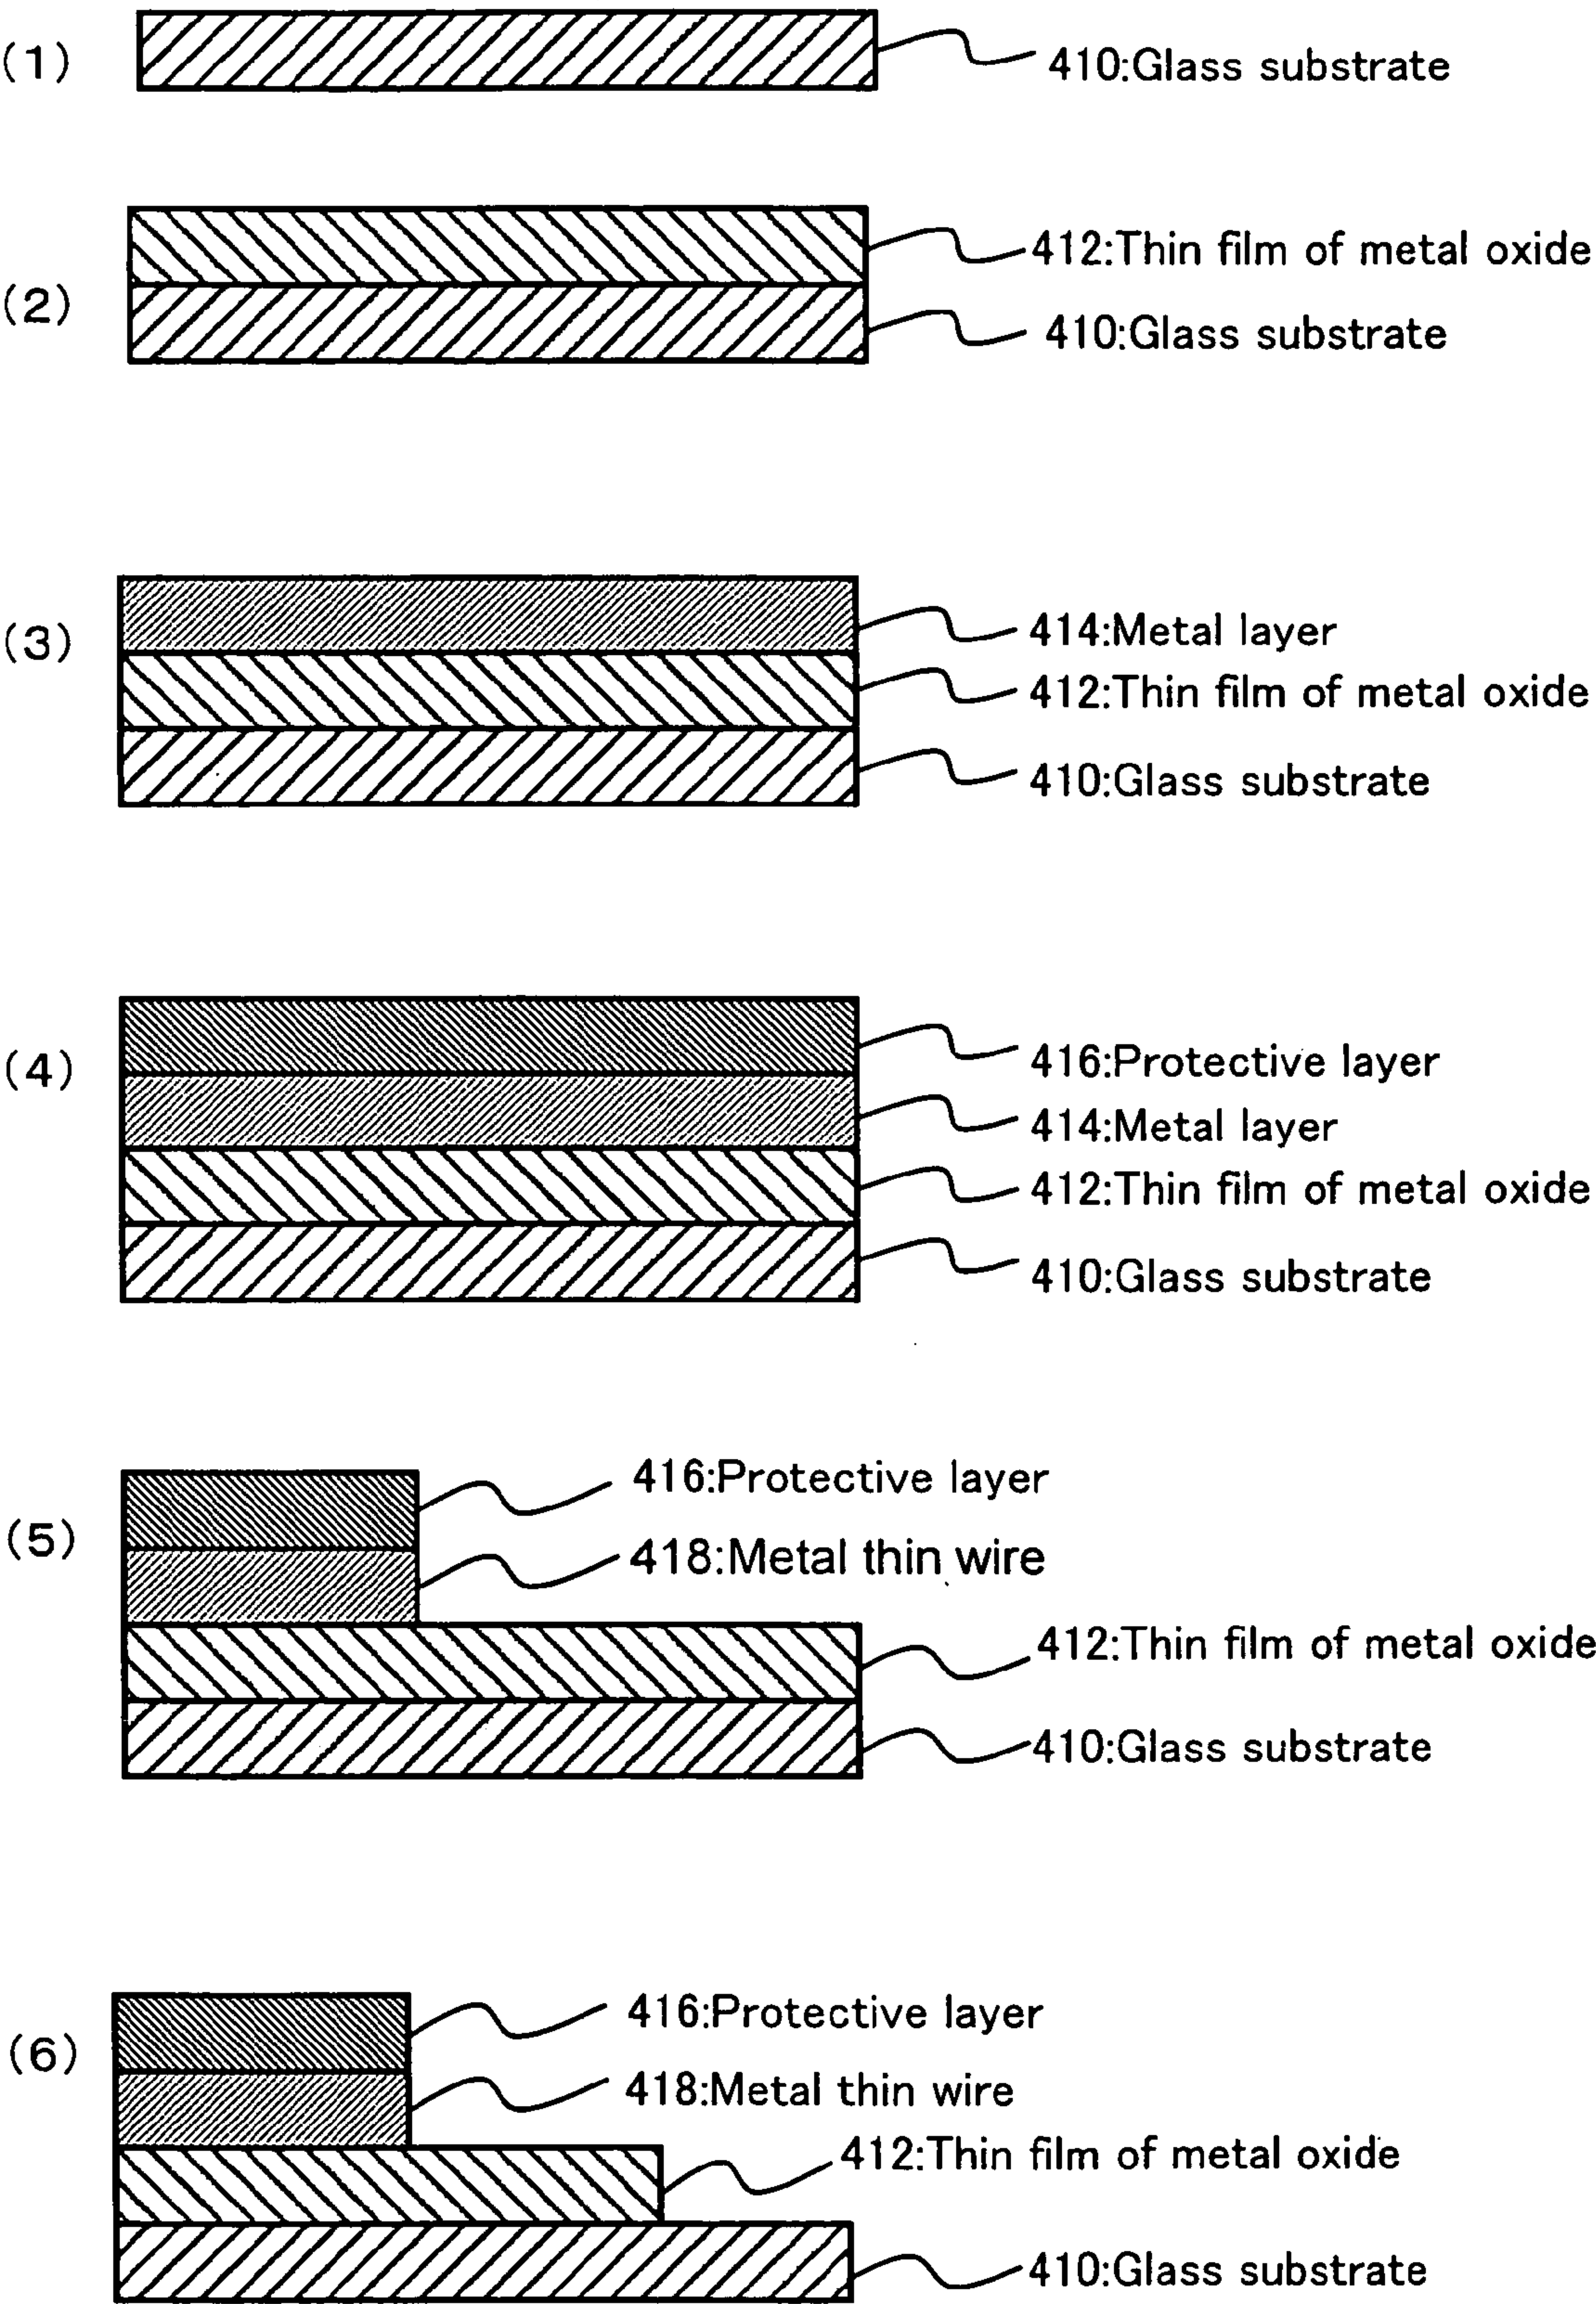 (1)
410:Glass substrate
412:Thin film of metal oxide
(2)
410:Glass substrate
(3)
414:Metal layer
412:Thin film of metal oxide
410:Glass substrate
(4)
416:Protective layer
414:Metal layer
412:Thin film of metal oxide
410:Glass substrate
416:Protective layer
(5)
418:Metal thin wire
412:Thin film of metal oxide
410:Glass substrate
416:Protective layer
(6)
418:Metal thin wire
412:Thin film of metal oxide
410:Glass substrate